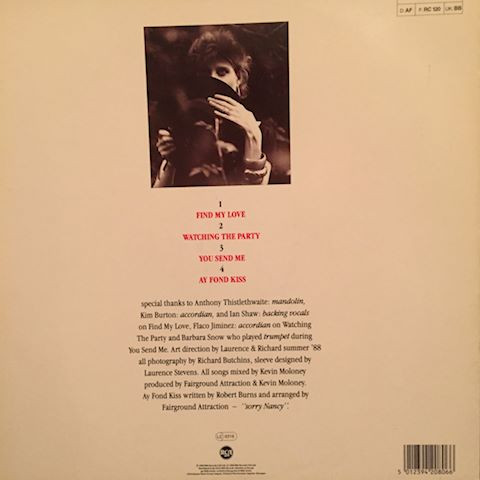 D: AF F: RC 120 UK: BB
1
FIND MY LOVE
2
WATCHING THE PARTY
3
YOU SEND ME
4
AY FOND KISS
special thanks to Anthony Thistlethwaite: mandolin,
Kim Burton: accordian, and Ian Shaw: backing vocals
on Find My Love, Flaco Jiminez: accordian on Watching
The Party and Barbara Snow who played trumpet during
You Send Me. Art direction by Laurence & Richard summer '88
all photography by Richard Butchins, sleeve designed by
Laurence Stevens. All songs mixed by Kevin Moloney
produced by Fairground Attraction & Kevin Moloney.
Ay Fond Kiss written by Robert Burns and arranged by
Fairground Attraction – "sorry Nancy".
LC 0316
RCA
5 012394 208066